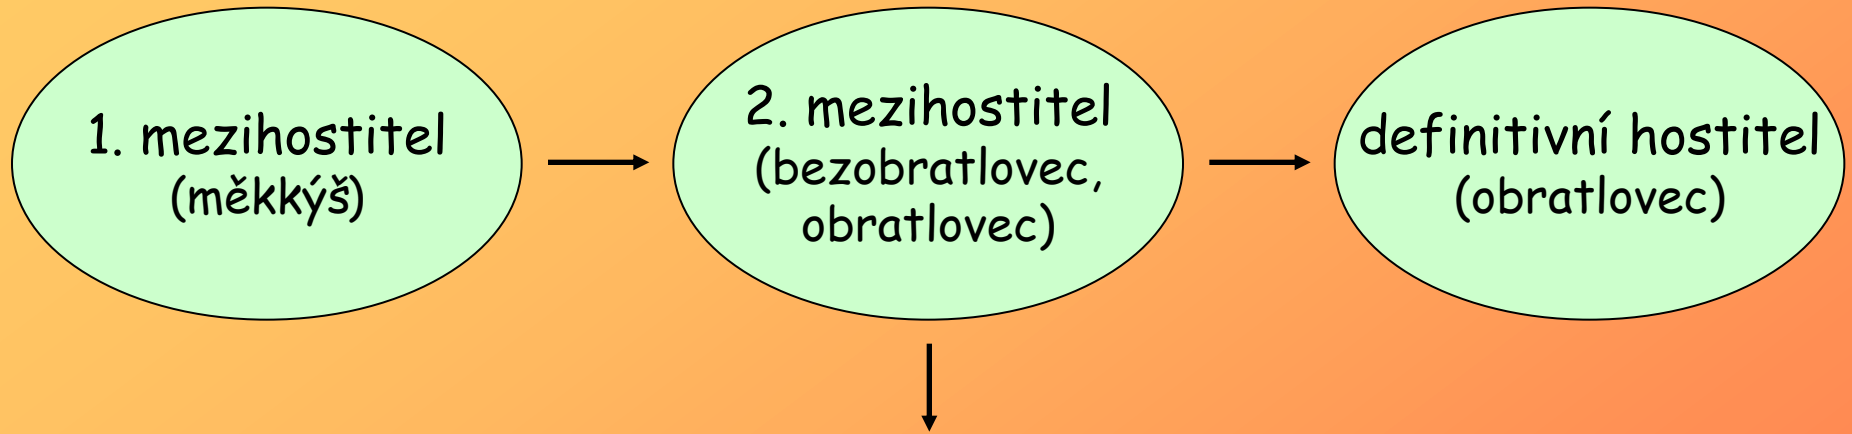 1. mezihostitel
(měkkýš)
2. mezihostitel
(bezobratlovec,
obratlovec)
definitivní hostitel
(obratlovec)